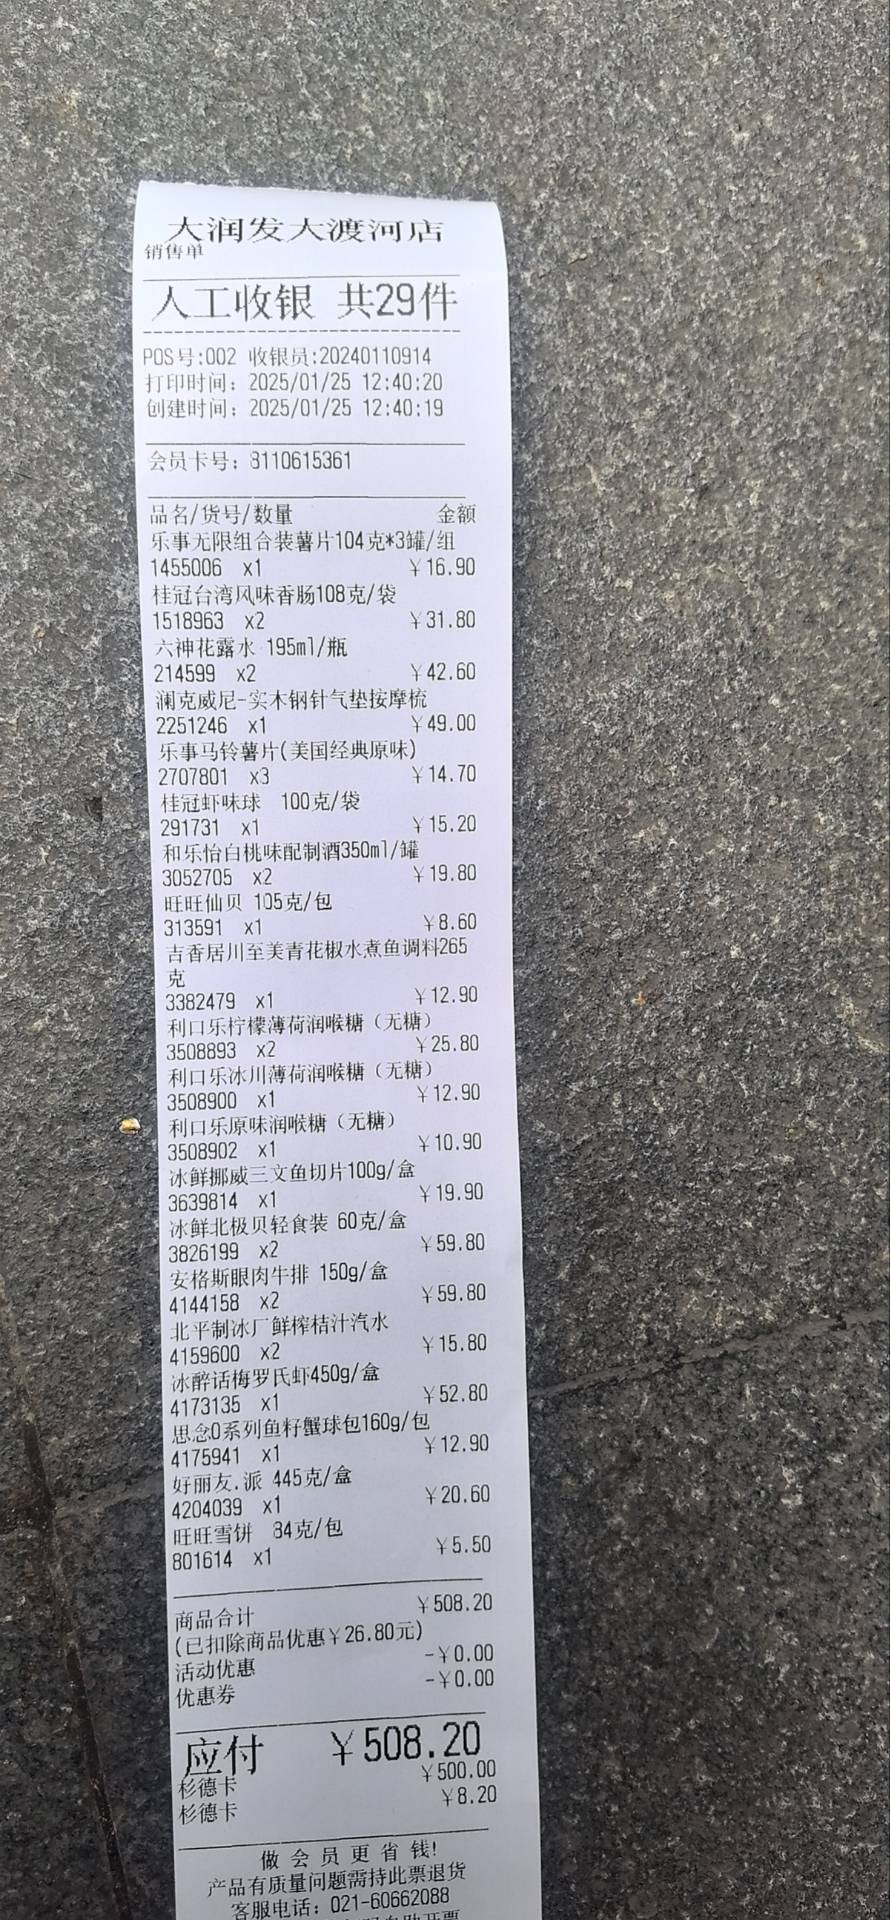 大润发大渡河店
销售单
人工收银 共29件
POS号:002 收银员:20240110914
打印时间: 2025/01/25 12:40:20
创建时间: 2025/01/25 12:40:19
会员卡号: 3110615361
品名/货号/数量 金额
乐事无限组合装薯片104克*3罐/组
1455006 x1 ¥16.90
桂冠台湾风味香肠108克/袋
1518963 x2 ¥31.80
六神花露水 195ml/瓶
214599 x2 ¥42.60
澜克威尼-实木钢针气垫按摩梳
2251246 x1 ¥49.00
乐事马铃薯片(美国经典原味)
2707801 x3 ¥14.70
桂冠虾味球 100克/袋
291731 x1 ¥15.20
和乐怡白桃味配制酒350ml/罐
3052705 x2 ¥19.80
旺旺仙贝 105克/包
313591 x1 ¥8.60
吉香居川至美青花椒水煮鱼调料265
克
3382479 x1 ¥12.90
利口乐柠檬薄荷润喉糖（无糖）
3508893 x2 ¥25.80
利口乐冰川薄荷润喉糖（无糖）
3508900 x1 ¥12.90
利口乐原味润喉糖（无糖）
3508902 x1 ¥10.90
冰鲜挪威三文鱼切片100g/盒
3639814 x1 ¥19.90
冰鲜北极贝轻食装 60克/盒
3826199 x2 ¥59.80
安格斯眼肉牛排 150g/盒
4144158 x2 ¥59.80
北平制冰厂鲜榨桔汁汽水
4159600 x2 ¥15.80
冰醉话梅罗氏虾450g/盒
4173135 x1 ¥52.80
思念0系列鱼籽蟹球包160g/包
4175941 x1 ¥12.90
好丽友.派 445克/盒
4204039 x1 ¥20.60
旺旺雪饼 84克/包
801614 x1 ¥5.50
商品合计 ¥508.20
(已扣除商品优惠¥26.80元)
活动优惠 -¥0.00
优惠券 -¥0.00
应付 ¥508.20
杉德卡 ¥500.00
杉德卡 ¥8.20
做会员更省钱!
产品有质量问题需持此票退货
客服电话: 021-60662088